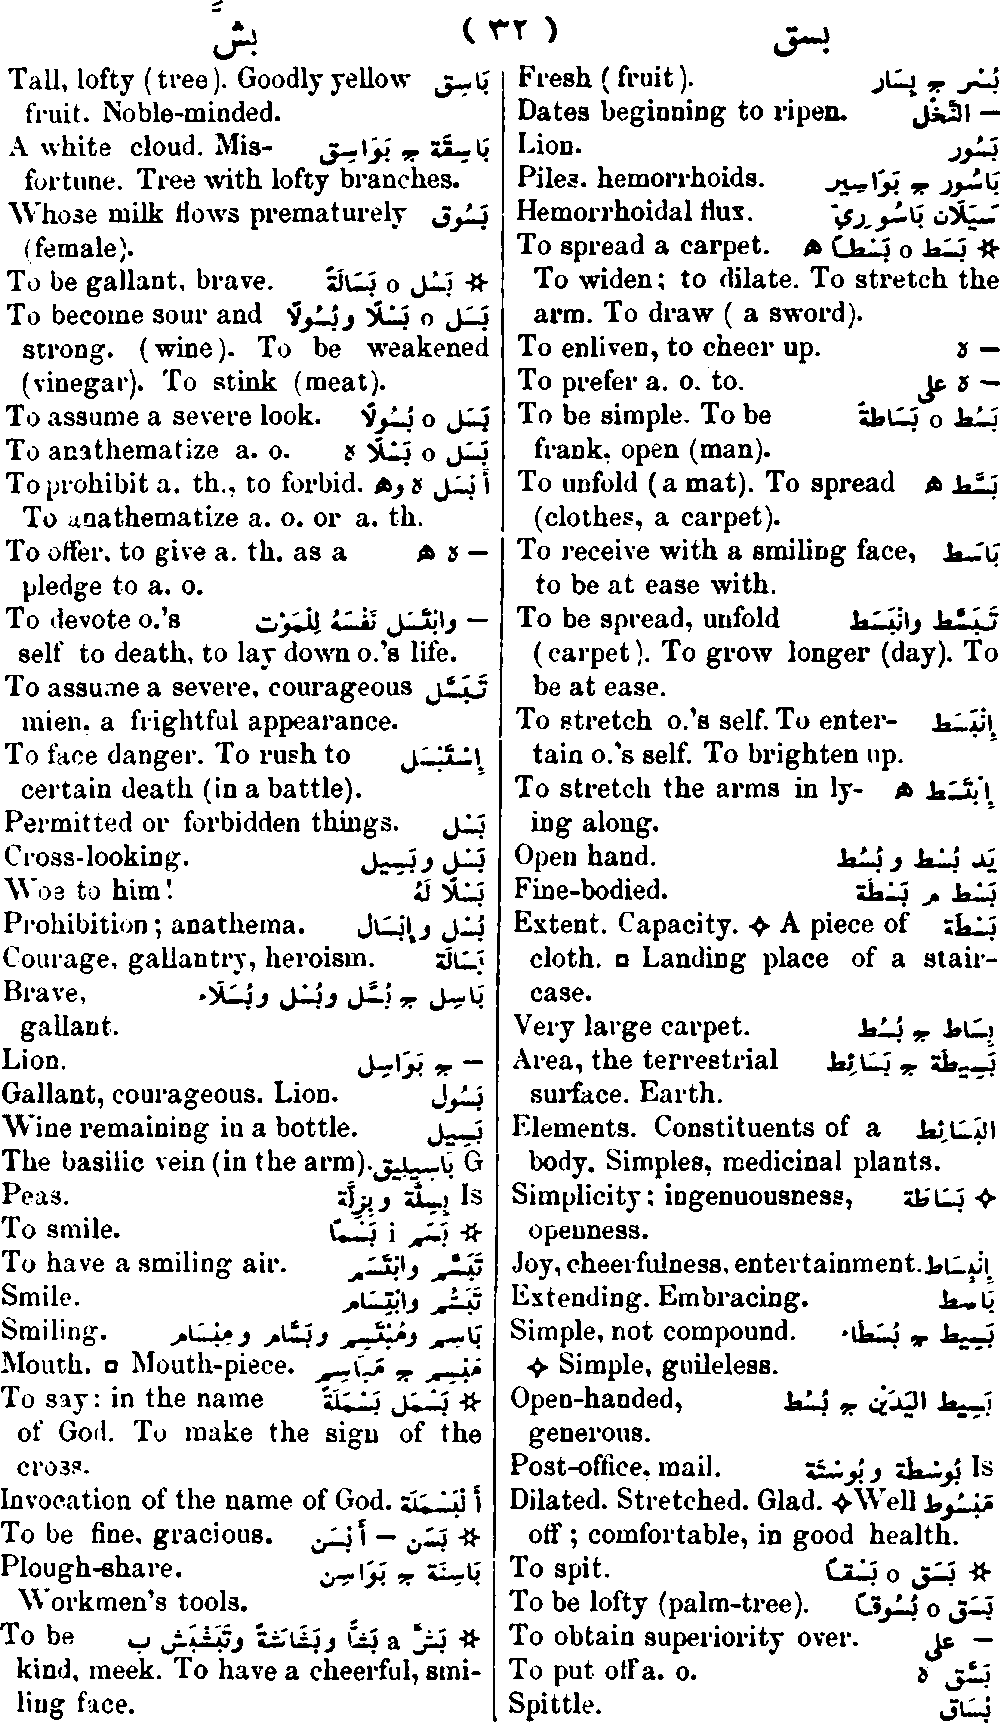 بسق ( ٣٢ ) بشَّ
Fresh ( fruit ). بُسْر ج بِسَار
Dates beginning to ripen. — النَّخْل
Lion. بَسُور
Piles. hemorrhoids. بَاسُور ج بَوَاسِير
Hemorrhoidal flux. سَيَلَان بَاسُورِيّ
To spread a carpet. ✲ بَسَط o بَسْطًا ه
To widen; to dilate. To stretch the
arm. To draw ( a sword).
To enliven, to cheer up. — ة
To prefer a. o. to. — ة على
To be simple. To be بَسُط o بَسَاطَةً
frank, open (man).
To unfold (a mat). To spread بَسَّط ه
(clothes, a carpet).
To receive with a smiling face, بَاسَط
to be at ease with.
To be spread, unfold تَبَسَّط وانْبَسَط
(carpet). To grow longer (day). To
be at ease.
To stretch o.'s self. To enter- إِنْبَسَط
tain o.'s self. To brighten up.
To stretch the arms in ly- إِبْتَسَط ه
ing along.
Open hand. يَد بُسْط و بُسُط
Fine-bodied. بَسْط م بَسْطَة
Extent. Capacity. ✧ A piece of بَسْطَة
cloth. ◘ Landing place of a stair-
case.
Very large carpet. بِسَاط ج بُسُط
Area, the terrestrial بَسِيطَة ج بَسَائِط
surface. Earth.
Elements. Constituents of a البَسَائِط
body. Simples, medicinal plants.
Simplicity; ingenuousness, ✧ بَسَاطَة
openness.
Joy, cheerfulness, entertainment. إِنْبِسَاط
Extending. Embracing. بَاسِط
Simple, not compound. بَسِيط ج بُسَطَاء
✧ Simple, guileless.
Open-handed, بَسِيط اليَدَيْن ج بُسُط
generous.
Post-office, mail. Is بُوسْطَة و بُوسْتَة
Dilated. Stretched. Glad. ✧ Well مَبْسُوط
off ; comfortable, in good health.
To spit. ✲ بَسَق o بَسْقًا
To be lofty (palm-tree). بَسَق o بُسُوقًا
To obtain superiority over. — على
To put off a. o. بَسَّق ة
Spittle. بُسَاق
Tall, lofty (tree). Goodly yellow بَاسِق
fruit. Noble-minded.
A white cloud. Mis- بَاسِقَة ج بَوَاسِق
fortune. Tree with lofty branches.
Whose milk flows prematurely بَسُوق
(female).
To be gallant, brave. ✲ بَسُل o بَسَالَةً
To become sour and بَسَل o بَسْلًا وبُسُولًا
strong. (wine). To be weakened
(vinegar). To stink (meat).
To assume a severe look. بَسَل o بُسُولًا
To anathematize a. o. بَسَل o بَسْلًا ة
To prohibit a. th., to forbid. أَبْسَل ة وه
To anathematize a. o. or a. th.
To offer, to give a. th. as a — ة ه
pledge to a. o.
To devote o.'s — وابْتَسَل نَفْسَهُ لِلْمَوْت
self to death, to lay down o.'s life.
To assume a severe, courageous تَبَسَّل
mien, a frightful appearance.
To face danger. To rush to إِسْتَبْسَل
certain death (in a battle).
Permitted or forbidden things. بَسْل
Cross-looking. بَسْل وبَسِيل
Woe to him! بَسْلًا لَهُ
Prohibition; anathema. بُسْل وإِبْسَال
Courage, gallantry, heroism. بَسَالَة
Brave, بَاسِل ج بُسَّل وبُسْل وبُسَلَاء
gallant.
Lion. — ج بَوَاسِل
Gallant, courageous. Lion. بَسُول
Wine remaining in a bottle. بَسِيل
The basilic vein (in the arm). G بَاسِيلِيق
Peas. Is بِسِلَّة و بِزِلَّة
To smile. ✲ بَسَم i بَسْمًا
To have a smiling air. تَبَسَّم وابْتَسَم
Smile. تَبَسُّم وابْتِسَام
Smiling. بَاسِم ومُبْتَسِم وبَسَّام ومِبْسَام
Mouth. ◘ Mouth-piece. مَبْسِم ج مَبَاسِم
To say: in the name ✲ بَسْمَل بَسْمَلَةً
of God. To make the sign of the
cross.
Invocation of the name of God. أَلْبَسْمَلَة
To be fine, gracious. ✲ بَسَن — أَبْسَن
Plough-share. بَاسِنَة ج بَوَاسِن
Workmen's tools.
To be ✲ بَشَّ a بَشًّا وبَشَاشَةً وتَبَشْبَش ب
kind, meek. To have a cheerful, smi-
ling face.